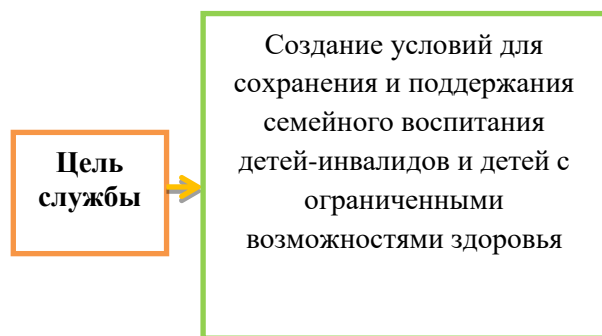 Цель
службы
Создание условий для
сохранения и поддержания
семейного воспитания
детей-инвалидов и детей с
ограниченными
возможностями здоровья